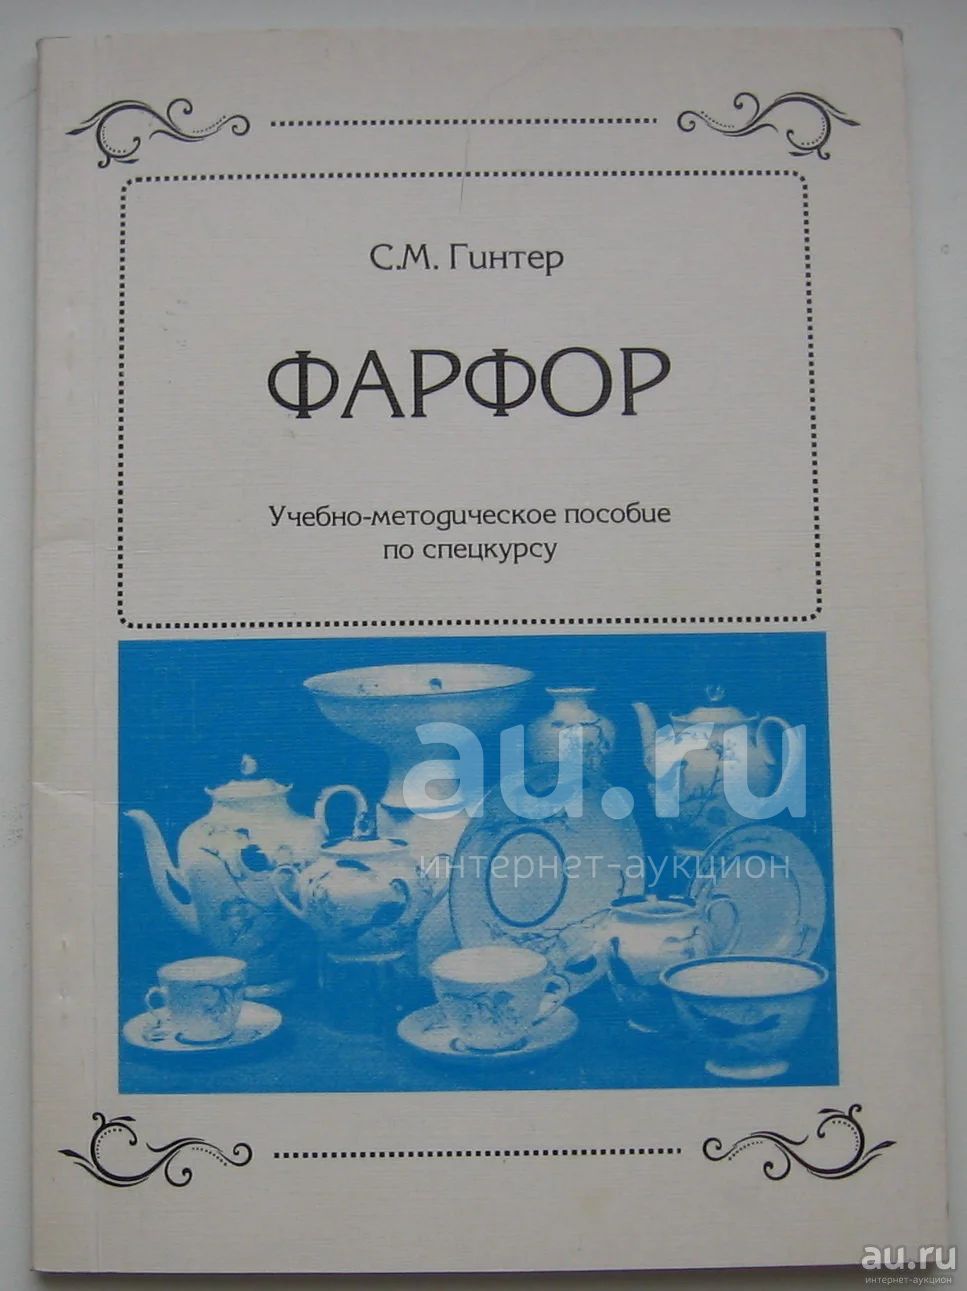 С.М. Гинтер
ФАРФОР
Учебно-методическое пособие
по спецкурсу
au.ru
интернет-аукцион
au.ru
интернет-аукцион